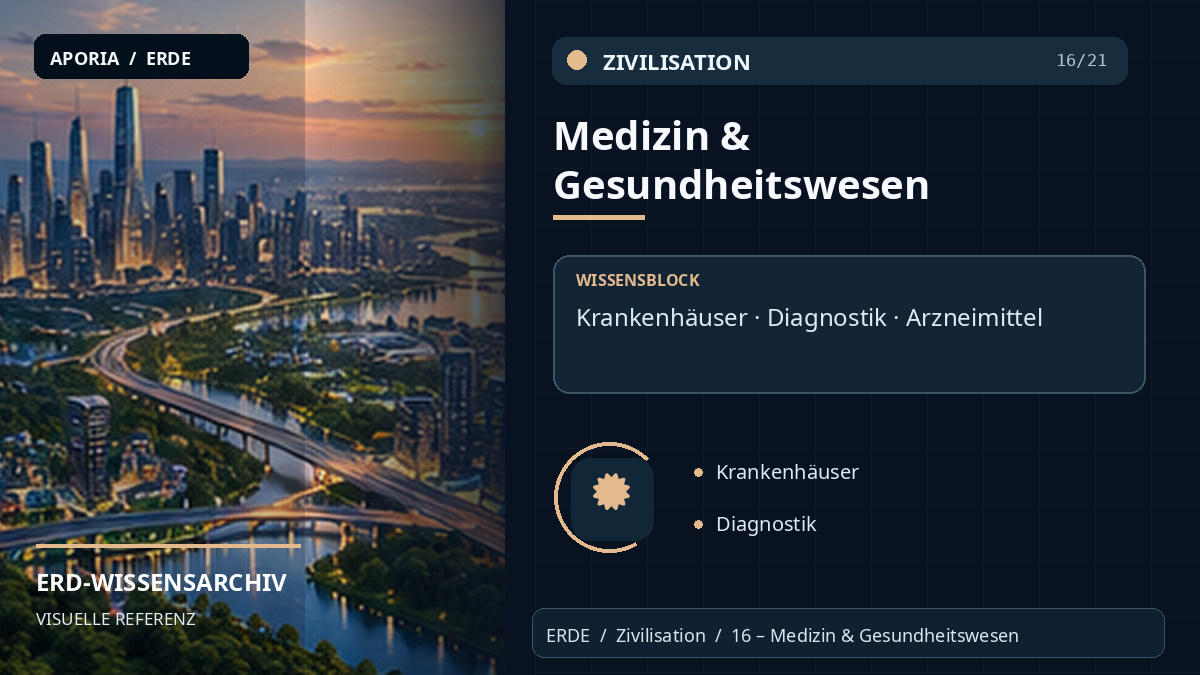 APORIA / ERDE
ZIVILISATION
16/21
Medizin &
Gesundheitswesen
WISSENSBLOCK
Krankenhäuser · Diagnostik · Arzneimittel
Krankenhäuser
Diagnostik
ERD-WISSENSARCHIV
VISUELLE REFERENZ
ERDE / Zivilisation / 16 – Medizin & Gesundheitswesen